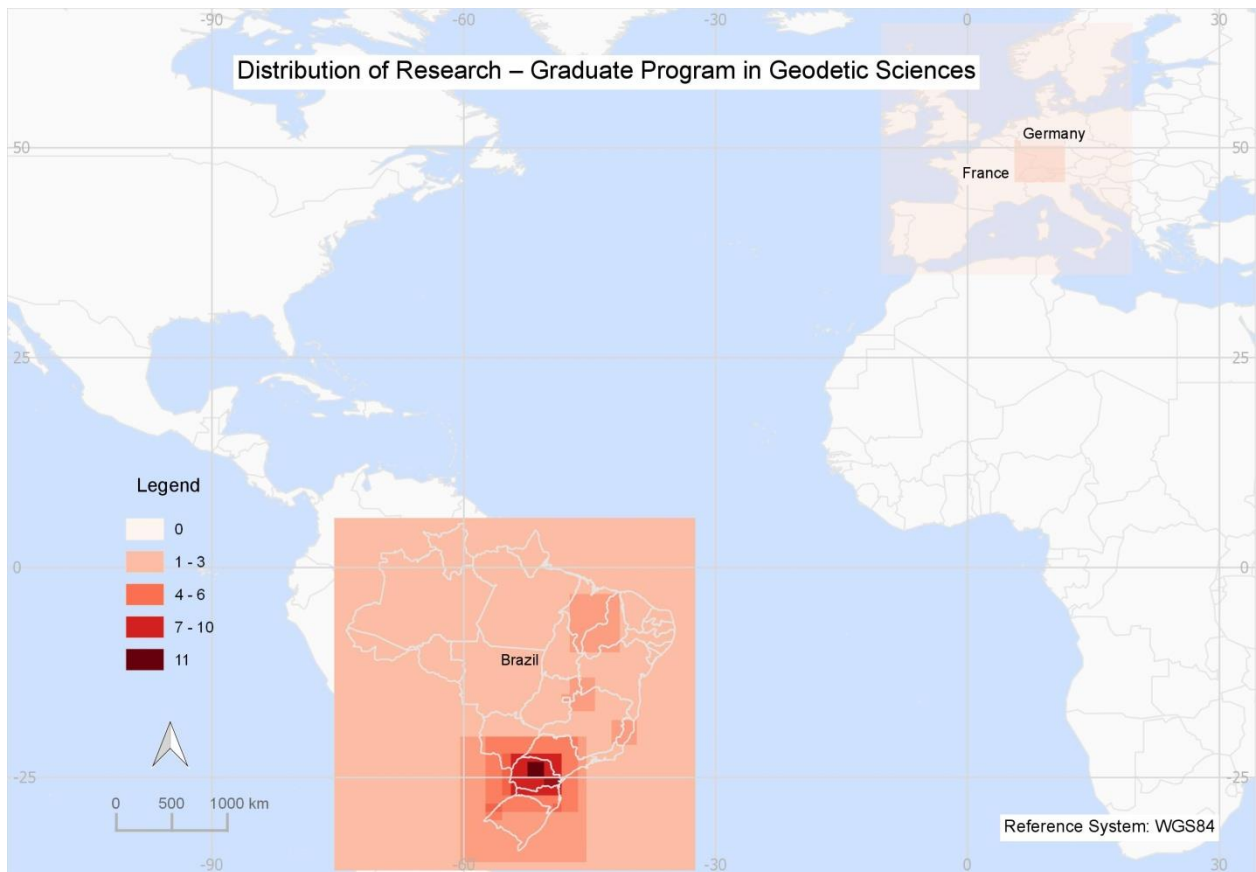 -90
-60
-30
0
30
Distribution of Research – Graduate Program in Geodetic Sciences
Germany
50
50
France
25
25
Legend
0
1 - 3
4 - 6
7 - 10
11
0
0
Brazil
-25
-25
0 500 1000 km
Reference System: WGS84
-90
-60
-30
0
30